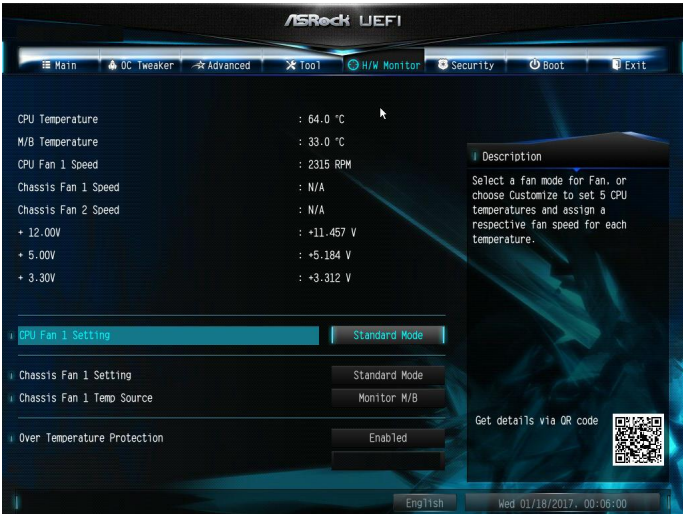 ASRock UEFI
Main OC Tweaker Advanced Tool H/W Monitor Security Boot Exit
CPU Temperature : 64.0 °C
M/B Temperature : 33.0 °C
CPU Fan 1 Speed : 2315 RPM
Chassis Fan 1 Speed : N/A
Chassis Fan 2 Speed : N/A
+ 12.00V : +11.457 V
+ 5.00V : +5.184 V
+ 3.30V : +3.312 V
CPU Fan 1 Setting Standard Mode
Chassis Fan 1 Setting Standard Mode
Chassis Fan 1 Temp Source Monitor M/B
Over Temperature Protection Enabled
Description
Select a fan mode for Fan. or
choose Customize to set 5 CPU
temperatures and assign a
respective fan speed for each
temperature.
Get details via QR code
English Wed 01/18/2017. 00:06:00